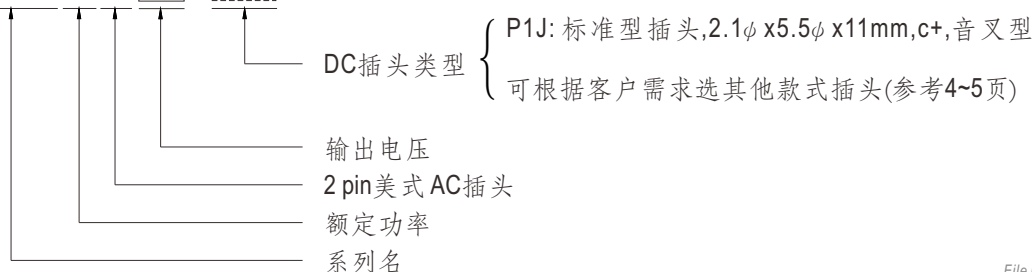 P1J: 标准型插头,2.1φ x5.5φ x11mm,c+,音叉型
DC插头类型
可根据客户需求选其他款式插头(参考4~5页)
输出电压
2 pin美式 AC插头
额定功率
系列名
File